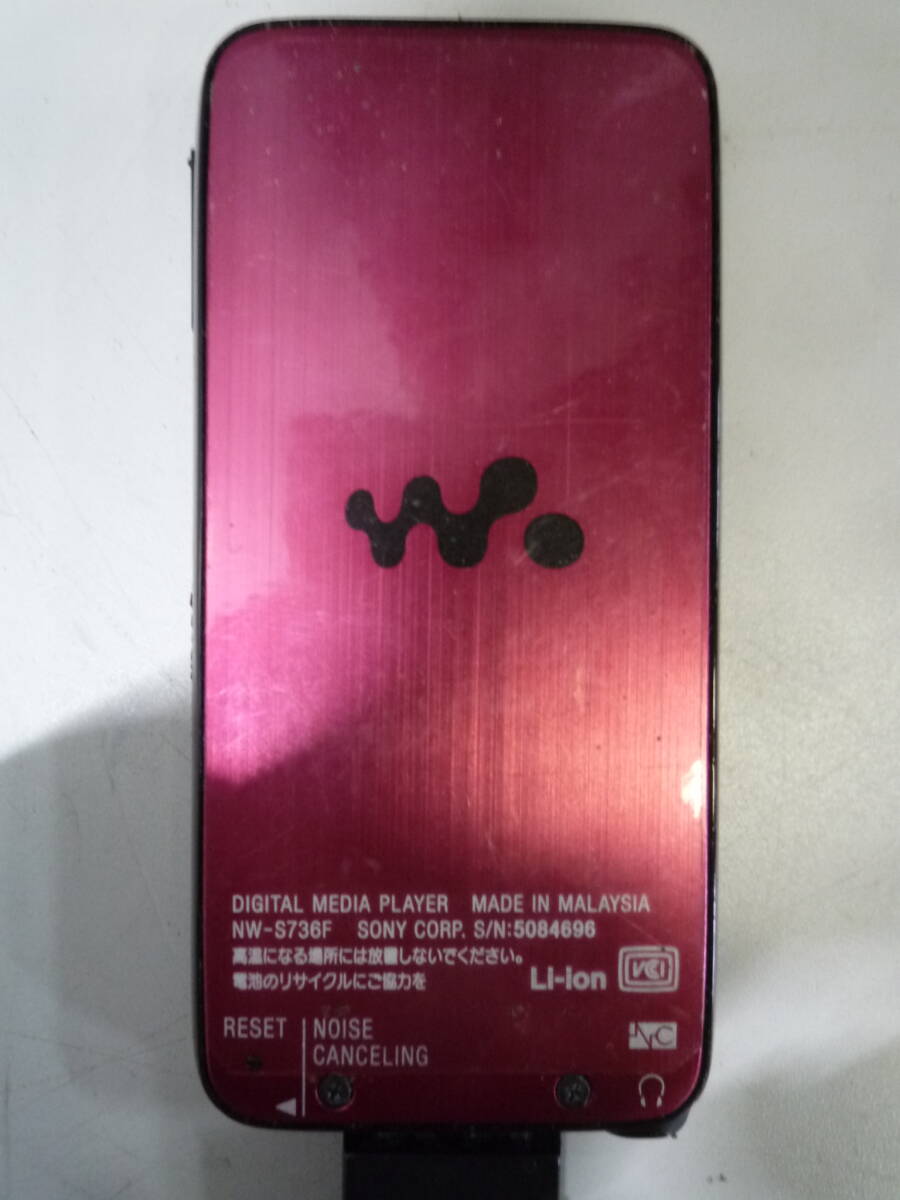 W.
DIGITAL MEDIA PLAYER MADE IN MALAYSIA
NW-S736F SONY CORP. S/N:5084696
高温になる場所には放置しないでください。
電池のリサイクルにご協力を Li-ion VCI
RESET NOISE CANCELING
NC